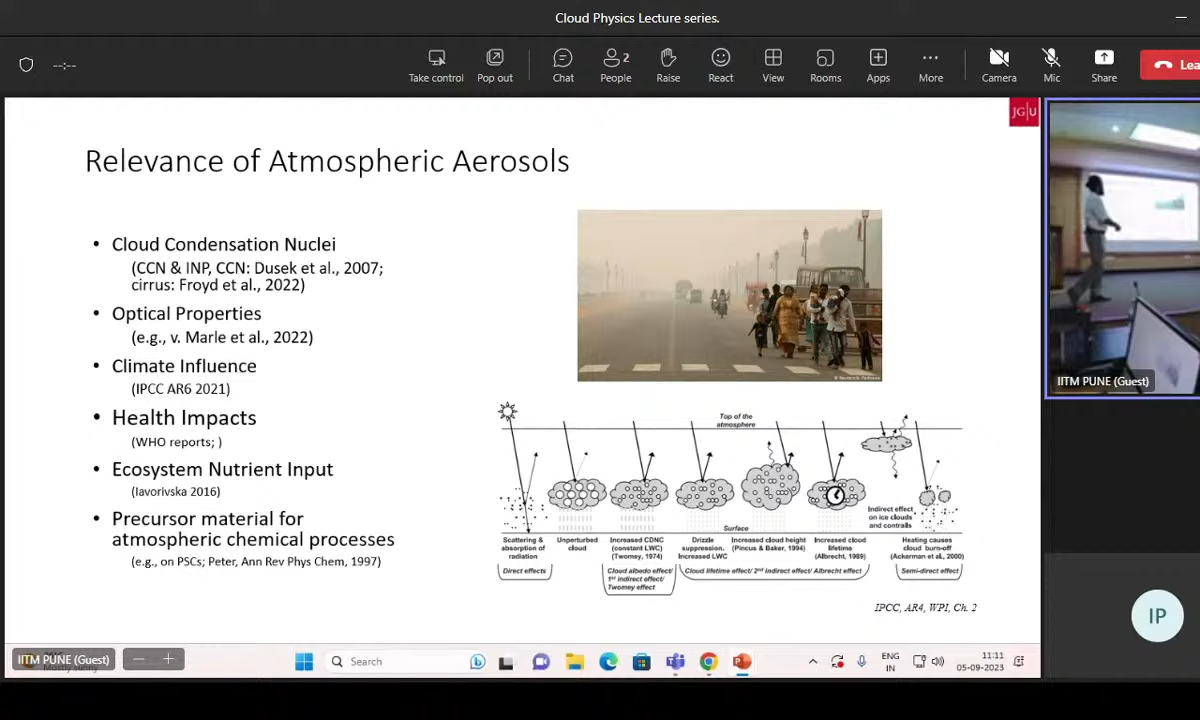 Cloud Physics Lecture series.
--:--
Take control
Pop out
Chat
2
People
Raise
React
View
Rooms
Apps
More
Camera
Mic
Share
Lea
JG|U
Relevance of Atmospheric Aerosols
• Cloud Condensation Nuclei
(CCN & INP, CCN: Dusek et al., 2007;
cirrus: Froyd et al., 2022)
• Optical Properties
(e.g., v. Marle et al., 2022)
• Climate Influence
(IPCC AR6 2021)
• Health Impacts
(WHO reports; )
• Ecosystem Nutrient Input
(Iavorivska 2016)
• Precursor material for
atmospheric chemical processes
(e.g., on PSCs; Peter, Ann Rev Phys Chem, 1997)
Top of the
atmosphere
Surface
Scattering &
absorption of
radiation
Unperturbed
cloud
Increased CDNC
(constant LWC)
(Twomey, 1974)
Drizzle
suppression.
Increased LWC
Increased cloud height
(Pincus & Baker, 1994)
Increased cloud
lifetime
(Albrecht, 1989)
Indirect effect
on ice clouds
and contrails
Heating causes
cloud burn-off
(Ackerman et al., 2000)
Direct effects
Cloud albedo effect/
1st indirect effect/
Twomey effect
Cloud lifetime effect/ 2nd indirect effect/ Albrecht effect
Semi-direct effect
IPCC, AR4, WPI, Ch. 2
IITM PUNE (Guest)
IP
IITM PUNE (Guest)
Search
ENG
IN
11:11
05-09-2023